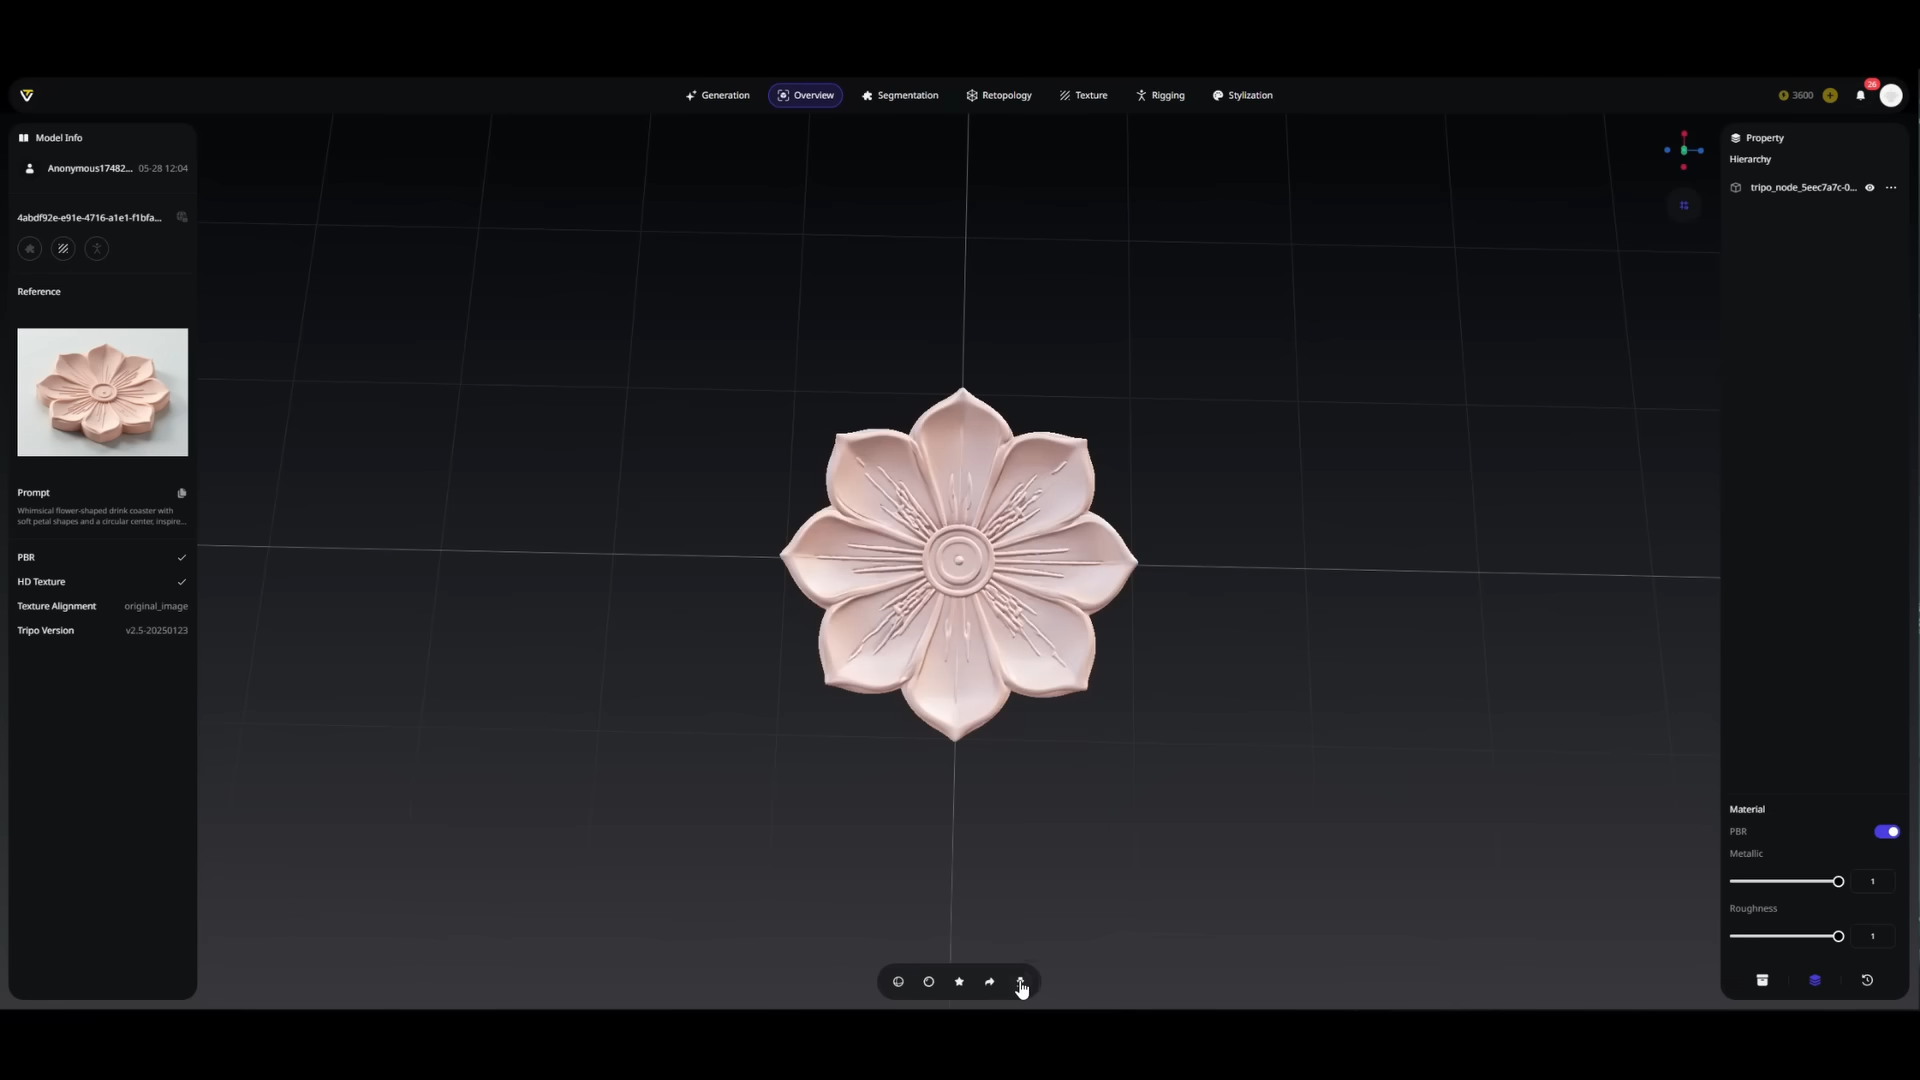 Generation
Overview
Segmentation
Retopology
Texture
Rigging
Stylization
3600
26
Model Info
Anonymous17482... 05-28 12:04
4abdf92e-e91e-4716-a1e1-f1bfa...
Reference
Prompt
Whimsical flower-shaped drink coaster with
soft petal shapes and a circular center, inspire...
PBR
HD Texture
Texture Alignment original_image
Tripo Version v2.5-20250123
Property
Hierarchy
tripo_node_5eec7a7c-0...
Material
PBR
Metallic
1
Roughness
1